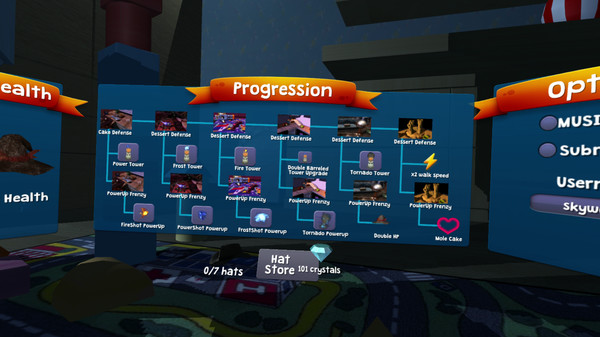 ealth
Health
Progression
Cake Defense
Dessert Defense
Dessert Defense
Dessert Defense
Dessert Defense
Dessert Defense
Power Tower
Frost Tower
Fire Tower
Double Barreled
Tower Upgrade
Tornado Tower
x2 walk speed
PowerUp Frenzy
PowerUp Frenzy
PowerUp Frenzy
PowerUp Frenzy
PowerUp Frenzy
PowerUp Frenzy
FireShot PowerUp
PowerShot PowerUp
FrostShot PowerUp
Tornado Powerup
Double HP
Mole Cake
0/7 hats
Hat
Store
101 crystals
Opt
MUSI
Subr
Usern
Skyw